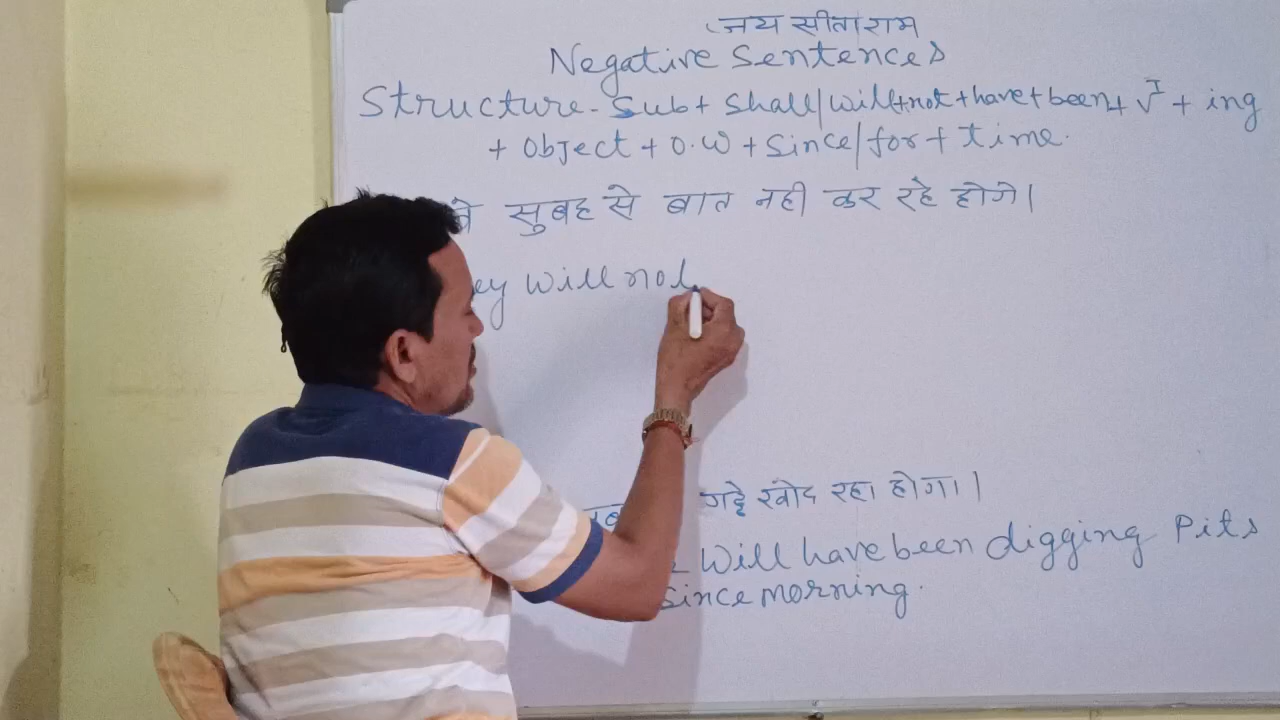 जय सीताराम
Negative Sentences
Structure - Sub + Shall/will+not+have+been+ V¹ + ing
+ Object + O.W + Since/for + time.
वे सुबह से बात नही कर रहे होगे।
ey will not
गड्ढे खोद रहा होगा।
will have been digging Pits
Since morning.